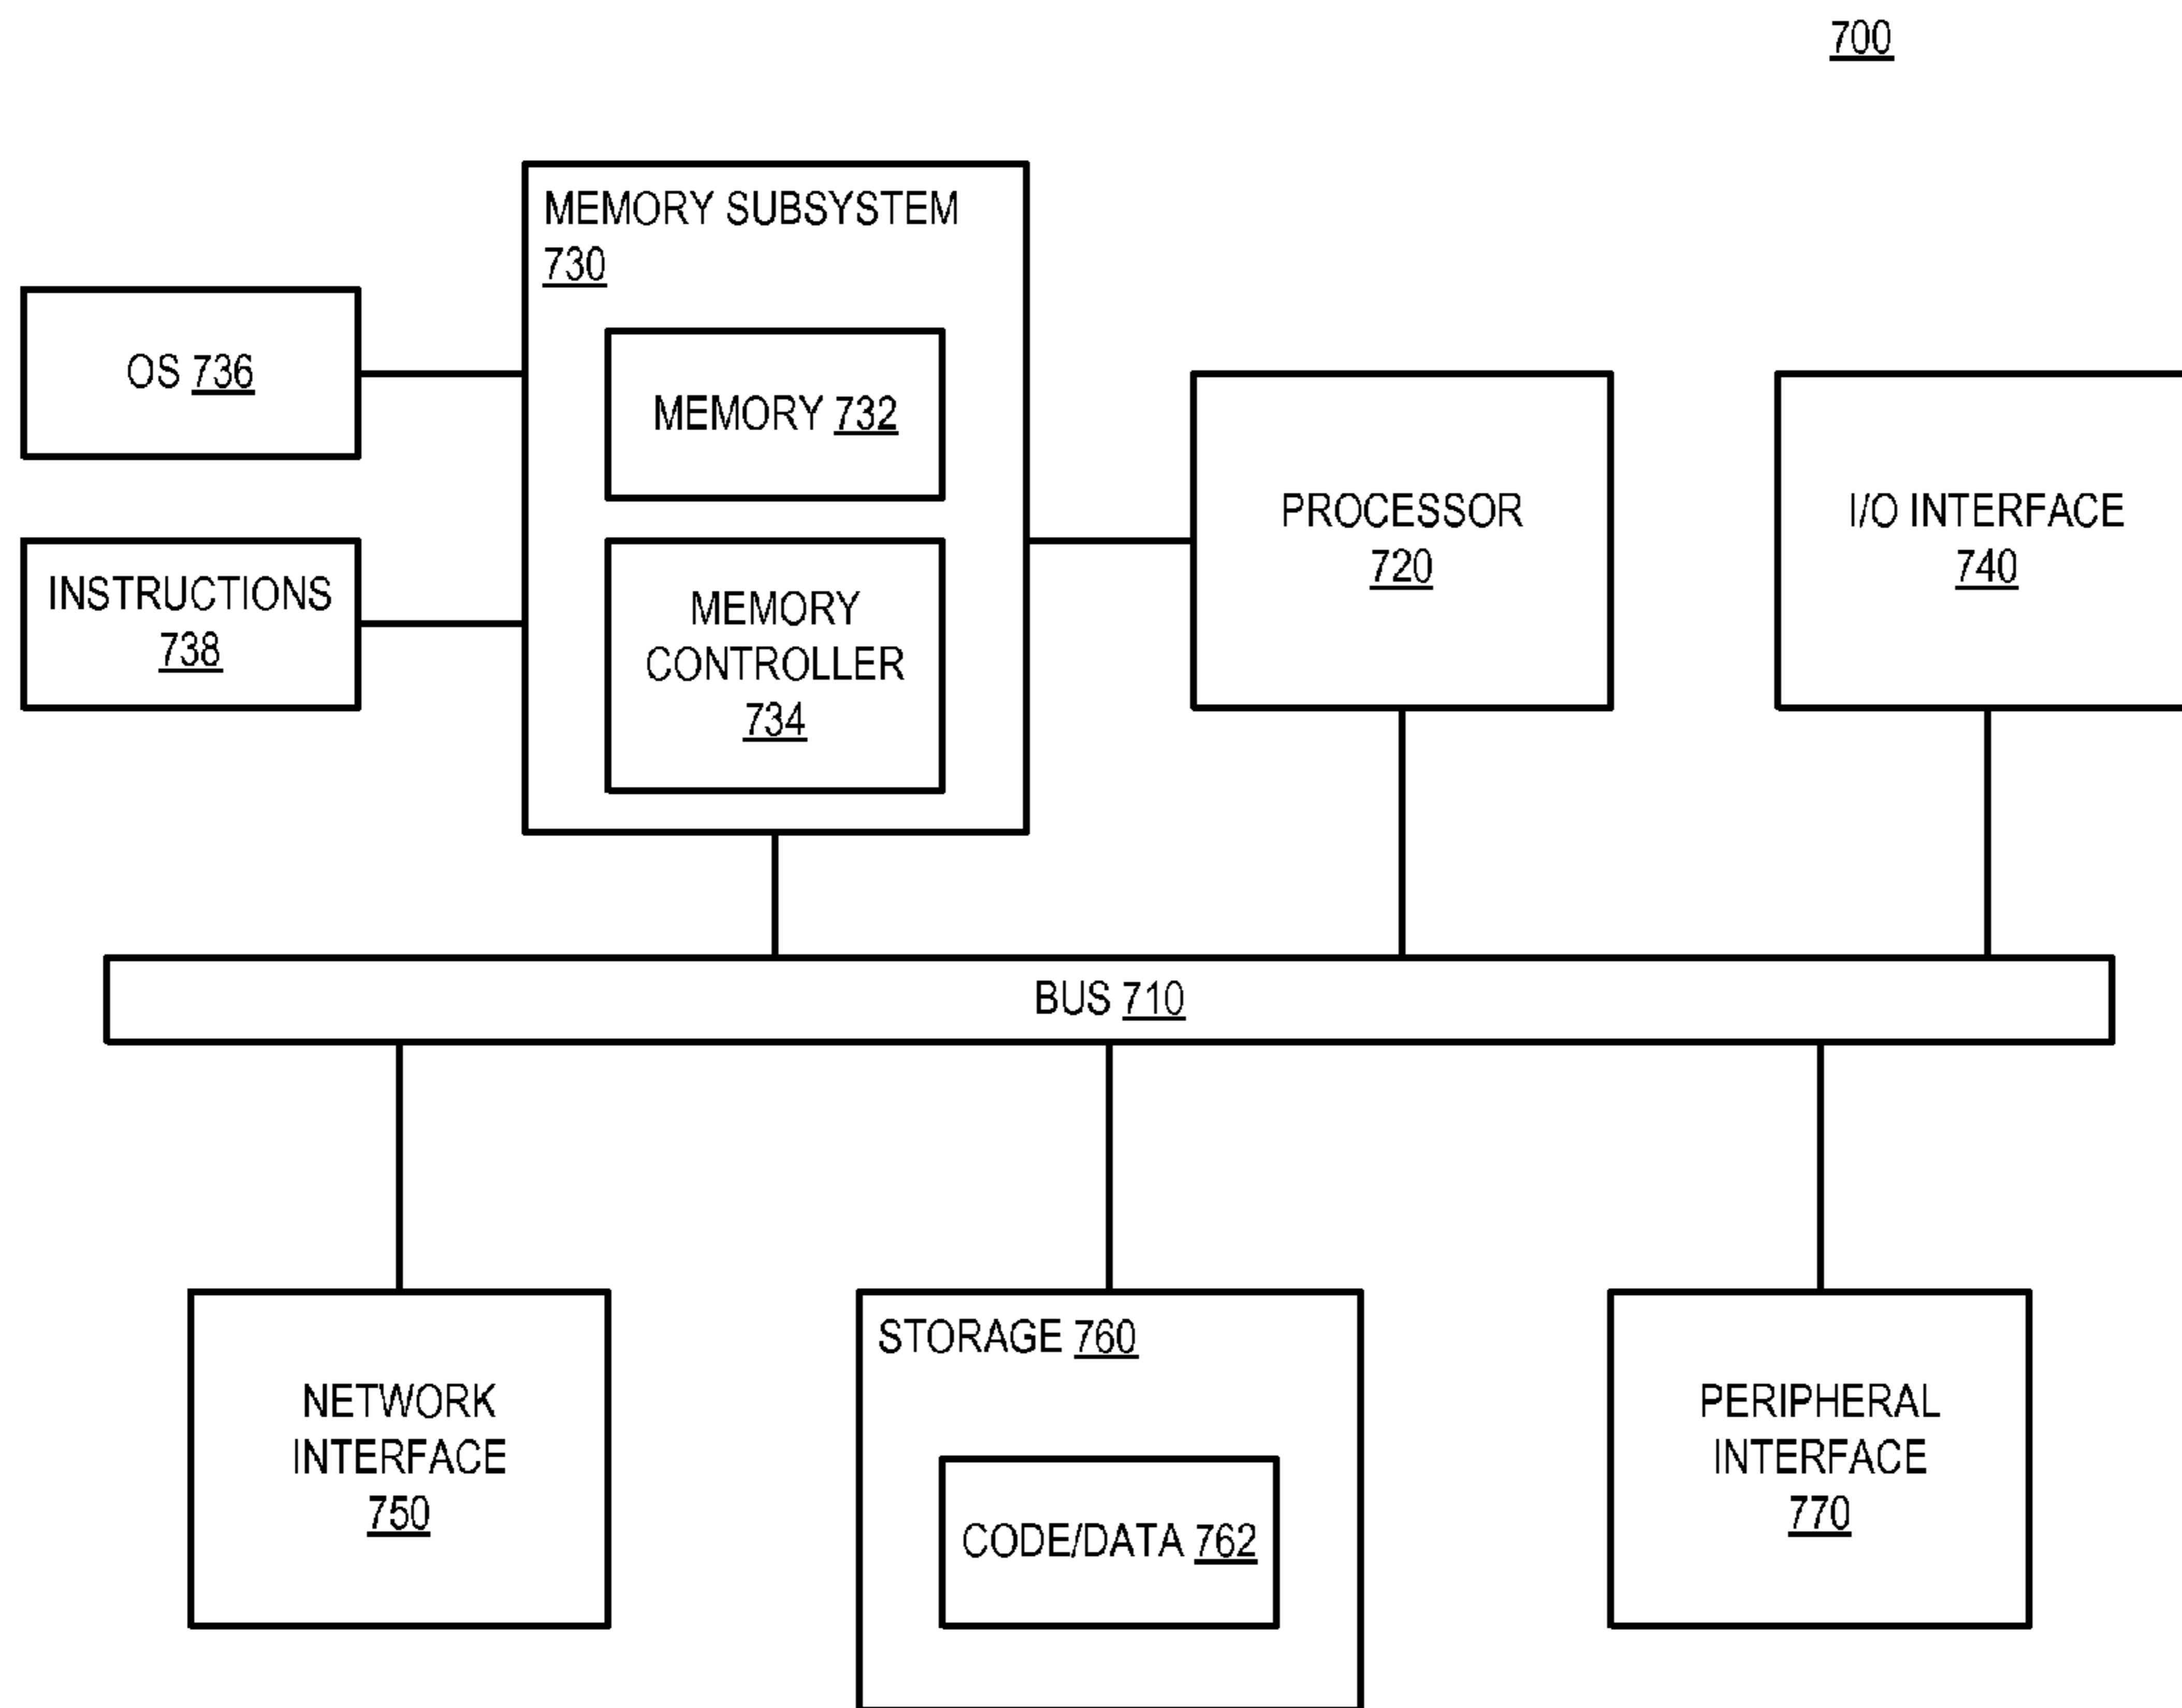 700
MEMORY SUBSYSTEM
730
OS 736
MEMORY 732
PROCESSOR
720
I/O INTERFACE
740
INSTRUCTIONS
738
MEMORY
CONTROLLER
734
BUS 710
NETWORK
INTERFACE
750
STORAGE 760
CODE/DATA 762
PERIPHERAL
INTERFACE
770